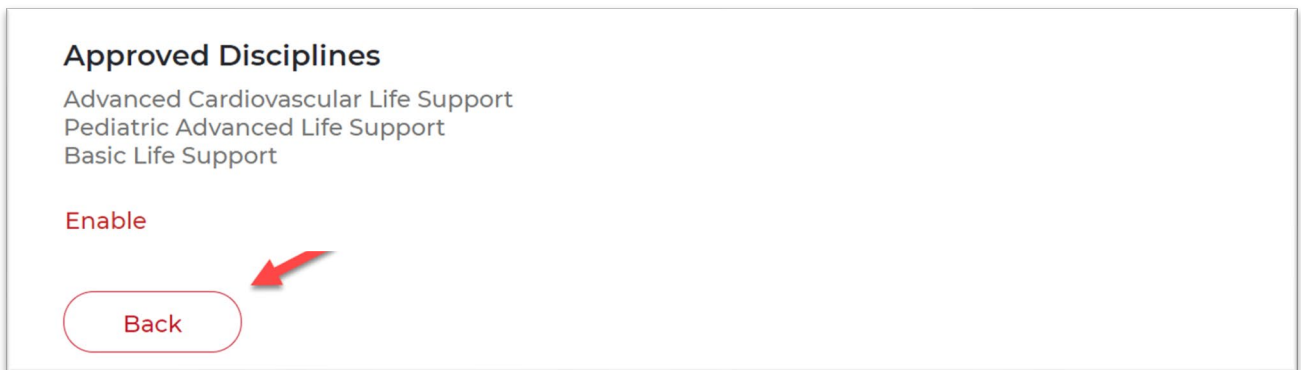 Approved Disciplines
Advanced Cardiovascular Life Support
Pediatric Advanced Life Support
Basic Life Support
Enable
Back